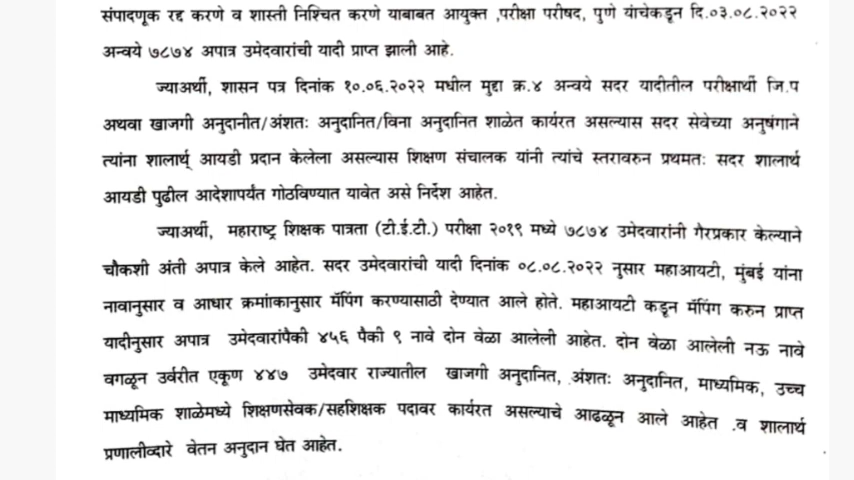 संपादणूक रद्द करणे व शास्ती निश्चित करणे याबाबत आयुक्त ,परीक्षा परीषद, पुणे यांचेकडून दि.०३.०८.२०२२
अन्वये ७८७४ अपात्र उमेदवारांची यादी प्राप्त झाली आहे.
ज्याअर्थी, शासन पत्र दिनांक १०.०६.२०२२ मधील मुद्दा क्र.४ अन्वये सदर यादीतील परीक्षार्थी जि.प
अथवा खाजगी अनुदानीत/अंशतः अनुदानित/विना अनुदानित शाळेत कार्यरत असल्यास सदर सेवेच्या अनुषंगाने
त्यांना शालार्थ् आयडी प्रदान केलेला असल्यास शिक्षण संचालक यांनी त्यांचे स्तरावरुन प्रथमतः सदर शालार्थ
आयडी पुढील आदेशापर्यंत गोठविण्यात यावेत असे निर्देश आहेत.
ज्याअर्थी, महाराष्ट्र शिक्षक पात्रता (टी.ई.टी.) परीक्षा २०१९ मध्ये ७८७४ उमेदवारांनी गैरप्रकार केल्याने
चौकशी अंती अपात्र केले आहेत. सदर उमेदवारांची यादी दिनांक ०८.०८.२०२२ नुसार महाआयटी, मुंबई यांना
नावानुसार व आधार क्रमांाकानुसार मॅपिंग करण्यासाठी देण्यात आले होते. महाआयटी कडून मॅपिंग करुन प्राप्त
यादीनुसार अपात्र उमेदवारांपैकी ४५६ पैकी ९ नावे दोन वेळा आलेली आहेत. दोन वेळा आलेली नऊ नावे
वगळून उर्वरीत एकूण ४४७ उमेदवार राज्यातील खाजगी अनुदानित, अंशतः अनुदानित, माध्यमिक, उच्च
माध्यमिक शाळेमध्ये शिक्षणसेवक/सहशिक्षक पदावर कार्यरत असल्याचे आढळून आले आहेत .व शालार्थ
प्रणालीव्दारे वेतन अनुदान घेत आहेत.